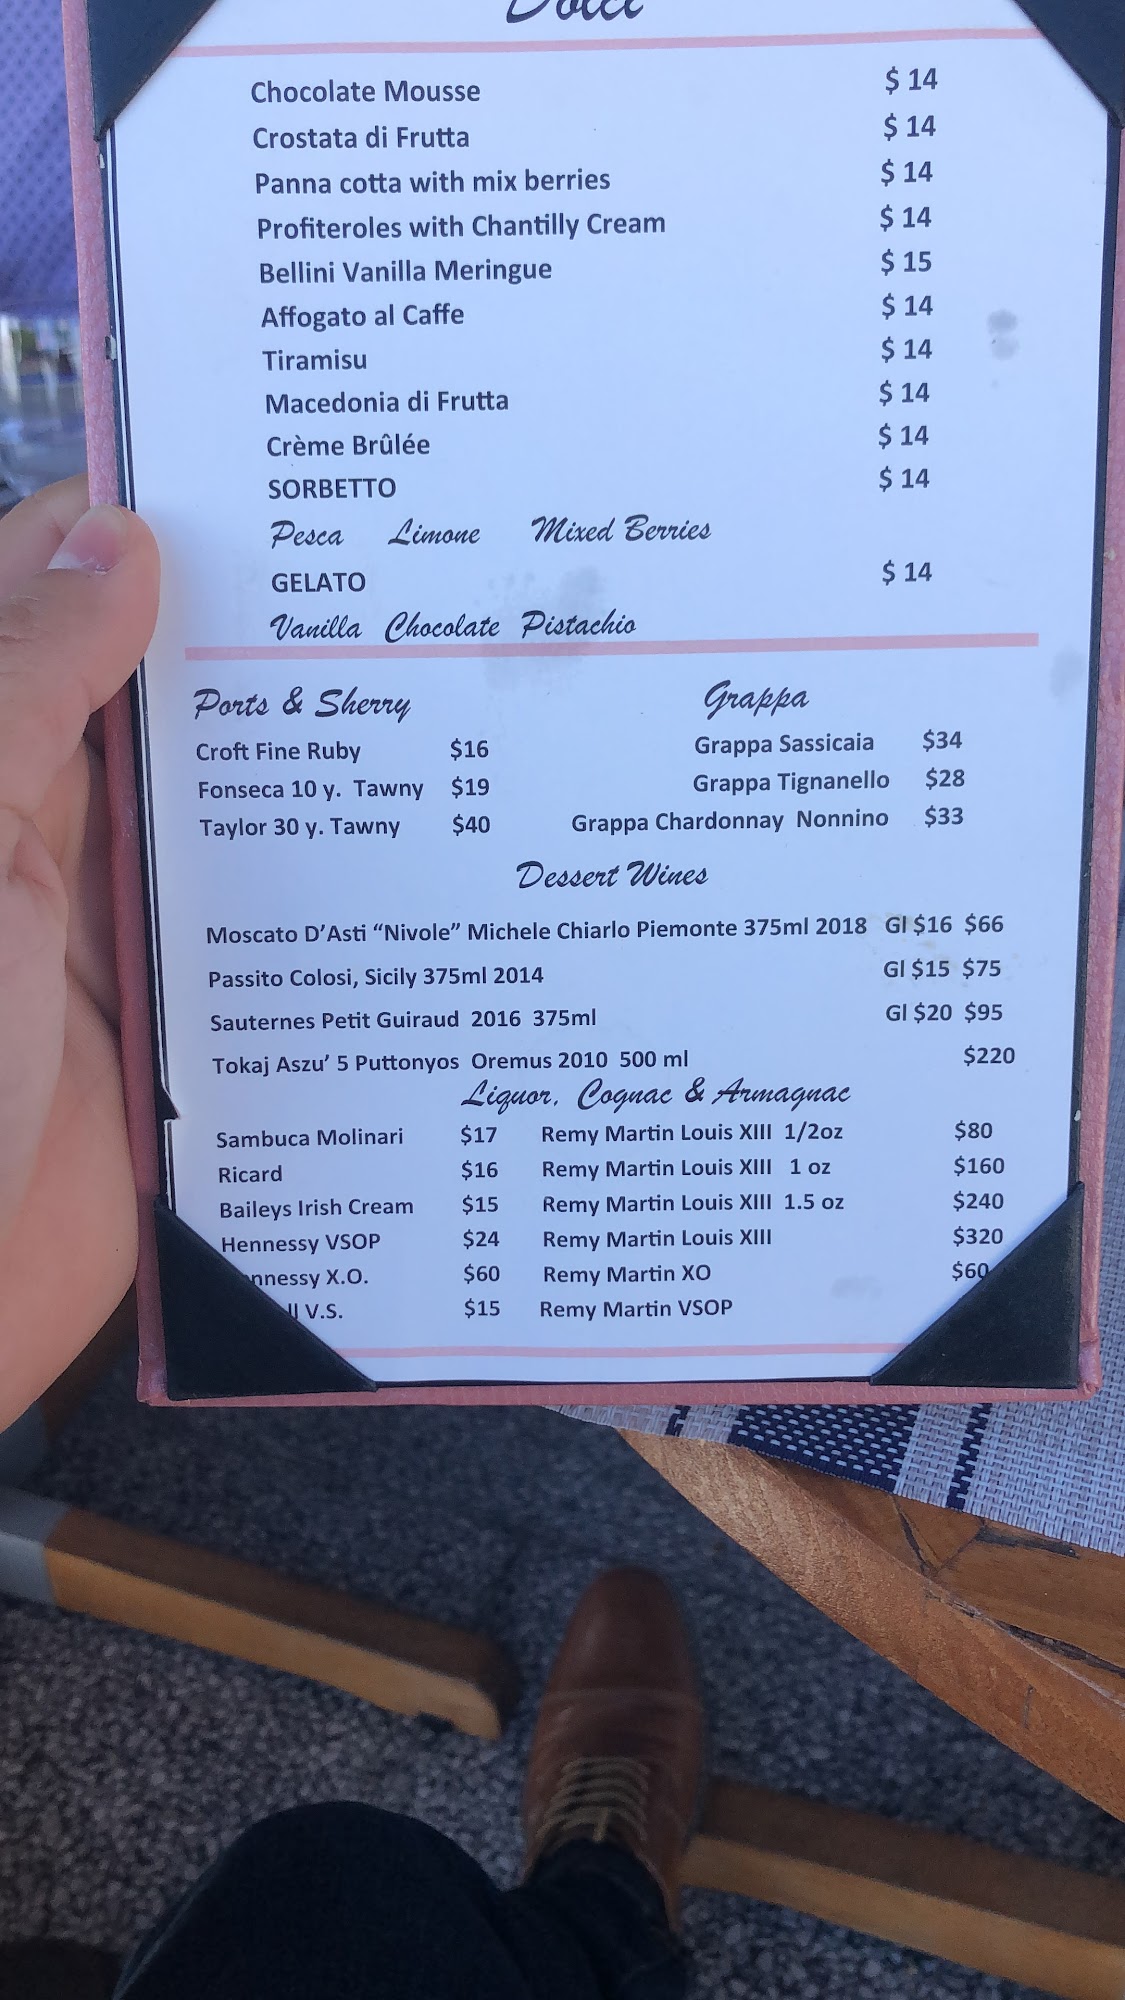 Dolci
Chocolate Mousse $ 14
Crostata di Frutta $ 14
Panna cotta with mix berries $ 14
Profiteroles with Chantilly Cream $ 14
Bellini Vanilla Meringue $ 15
Affogato al Caffe $ 14
Tiramisu $ 14
Macedonia di Frutta $ 14
Crème Brûlée $ 14
SORBETTO $ 14
Pesca Limone Mixed Berries
GELATO $ 14
Vanilla Chocolate Pistachio
Ports & Sherry
Croft Fine Ruby $16
Fonseca 10 y. Tawny $19
Taylor 30 y. Tawny $40
Grappa
Grappa Sassicaia $34
Grappa Tignanello $28
Grappa Chardonnay Nonnino $33
Dessert Wines
Moscato D’Asti “Nivole” Michele Chiarlo Piemonte 375ml 2018 Gl $16 $66
Passito Colosi, Sicily 375ml 2014 Gl $15 $75
Sauternes Petit Guiraud 2016 375ml Gl $20 $95
Tokaj Aszu’ 5 Puttonyos Oremus 2010 500 ml $220
Liquor, Cognac & Armagnac
Sambuca Molinari $17 Remy Martin Louis XIII 1/2oz $80
Ricard $16 Remy Martin Louis XIII 1 oz $160
Baileys Irish Cream $15 Remy Martin Louis XIII 1.5 oz $240
Hennessy VSOP $24 Remy Martin Louis XIII $320
nnessy X.O. $60 Remy Martin XO $60
ll V.S. $15 Remy Martin VSOP